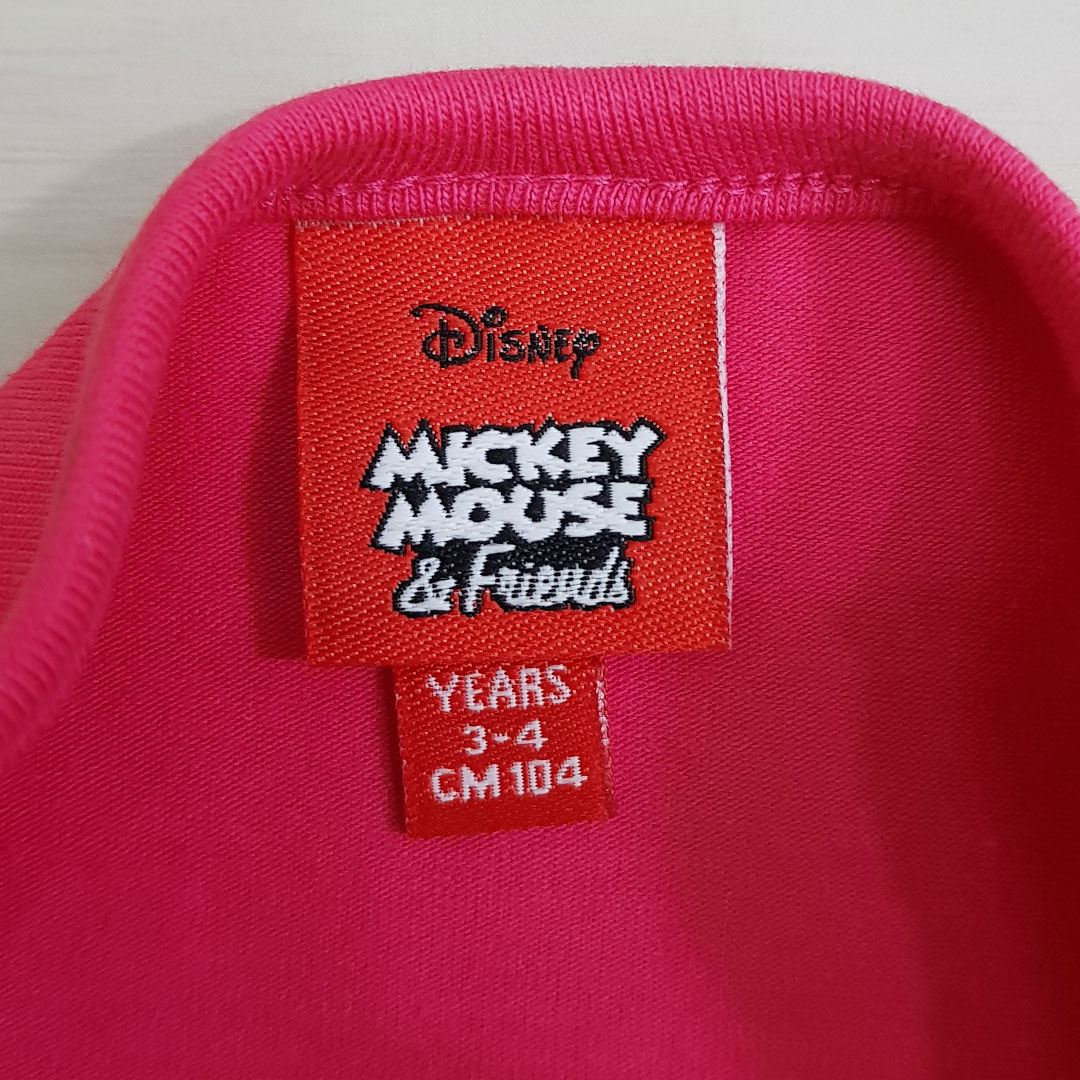 Disney
MICKEY
MOUSE
& Friends
YEARS
3-4
CM 104